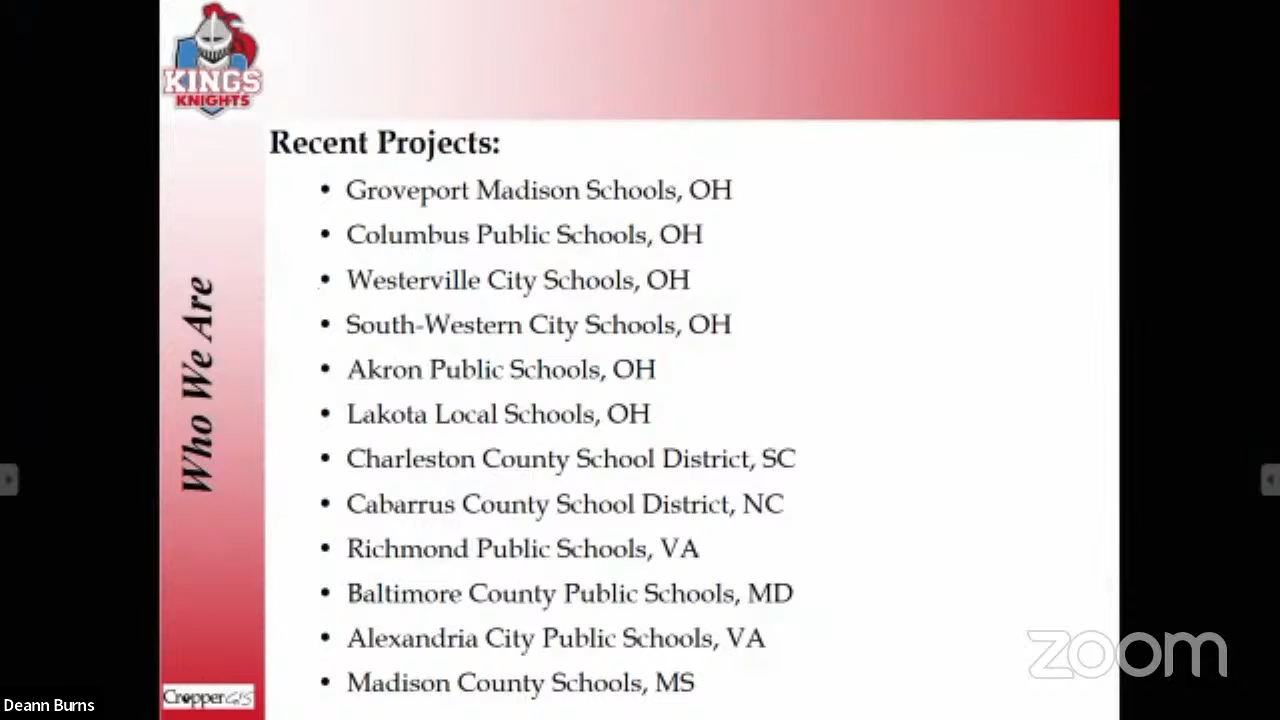 KINGS
KNIGHTS
Recent Projects:
• Groveport Madison Schools, OH
• Columbus Public Schools, OH
• Westerville City Schools, OH
• South-Western City Schools, OH
• Akron Public Schools, OH
• Lakota Local Schools, OH
• Charleston County School District, SC
• Cabarrus County School District, NC
• Richmond Public Schools, VA
• Baltimore County Public Schools, MD
• Alexandria City Public Schools, VA
• Madison County Schools, MS
Who We Are
CropperGIS
Deann Burns
zoom